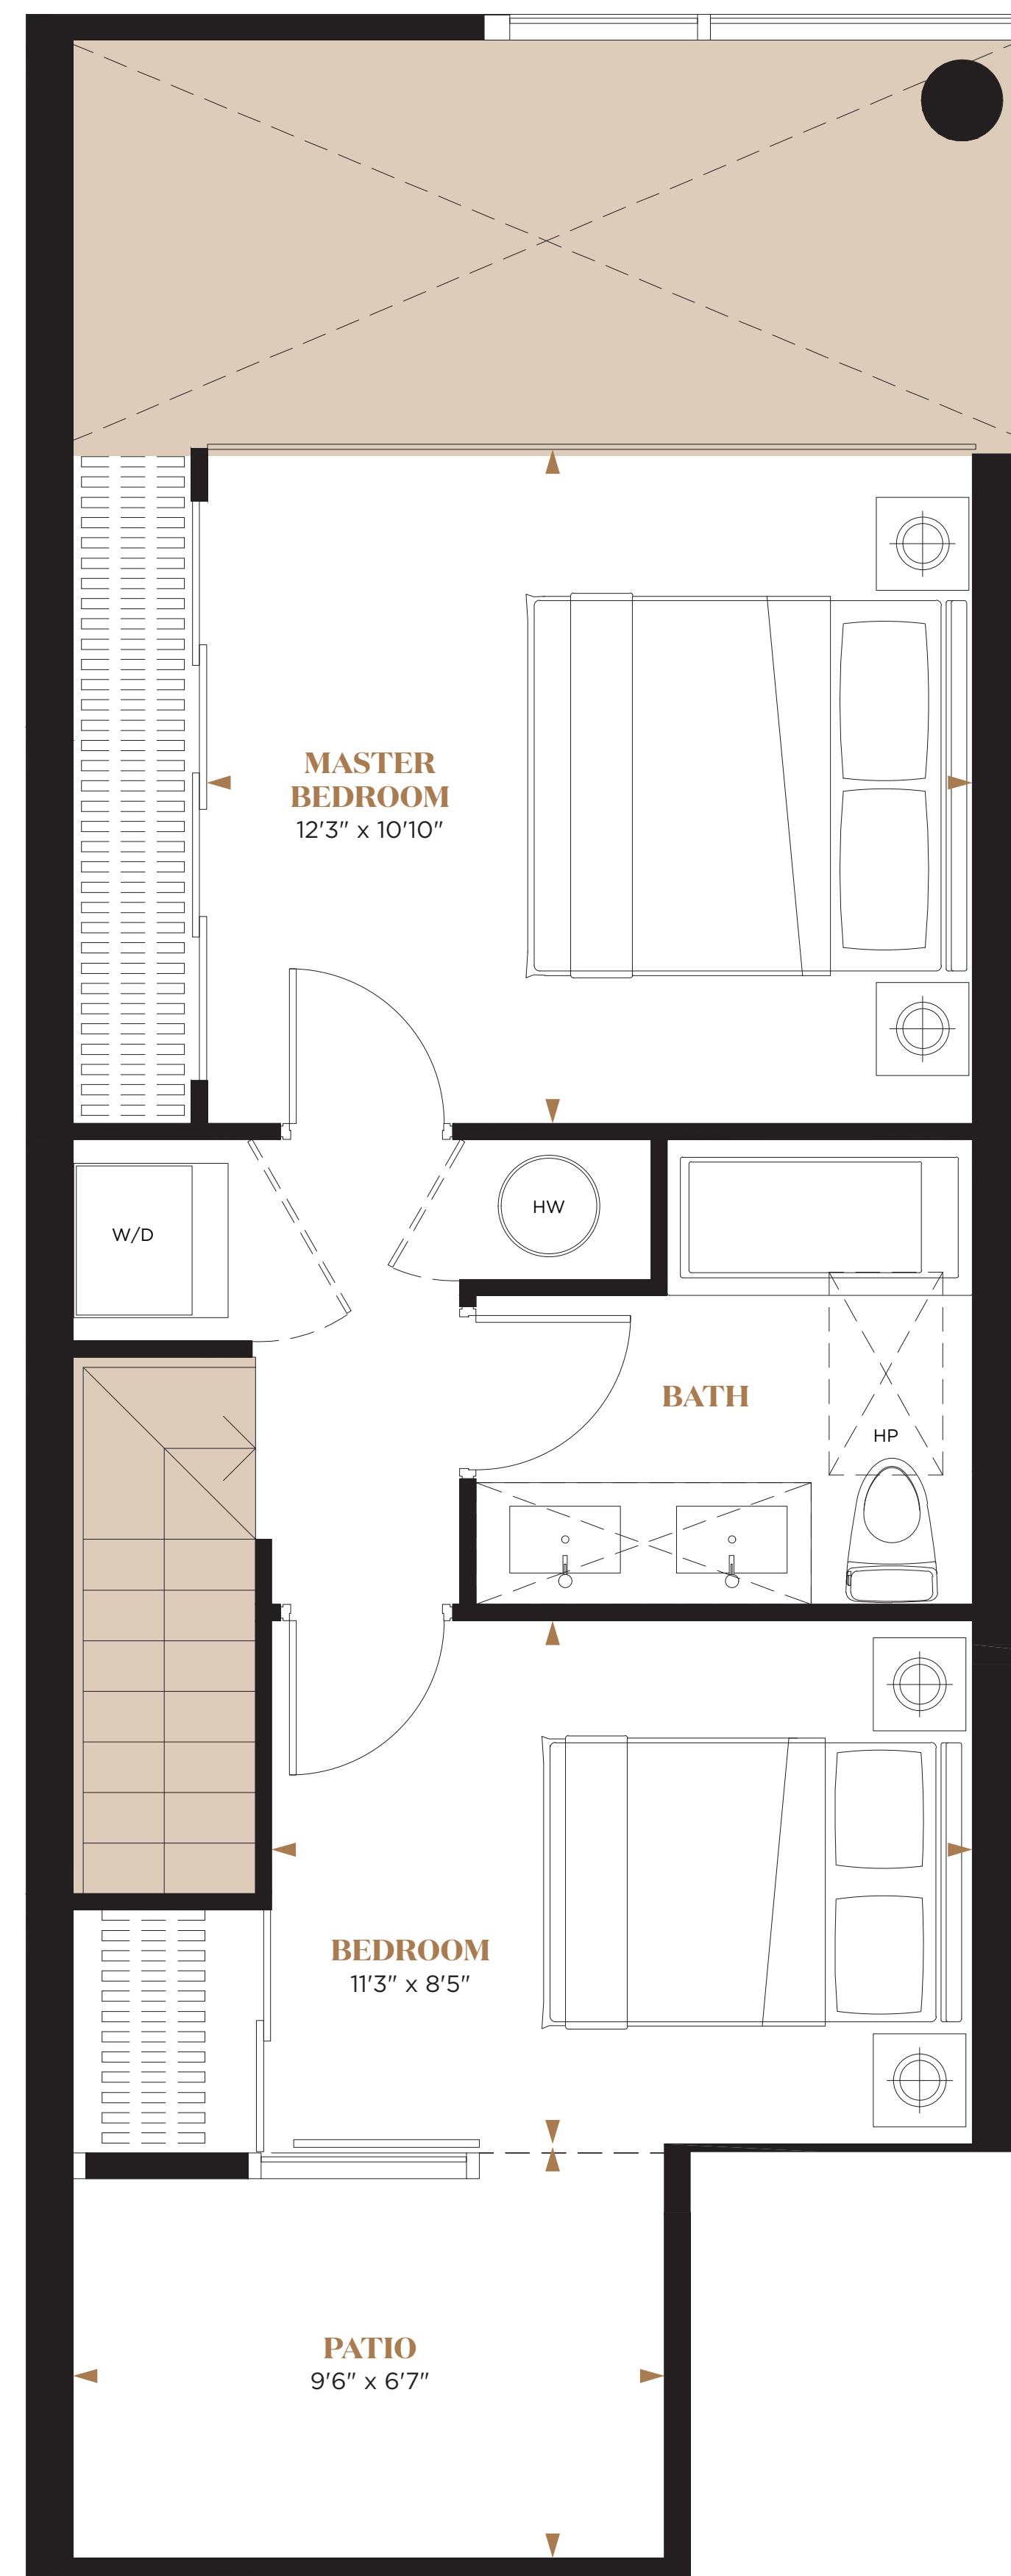 MASTER
BEDROOM
12'3" x 10'10"
W/D
HW
BATH
HP
BEDROOM
11'3" x 8'5"
PATIO
9'6" x 6'7"